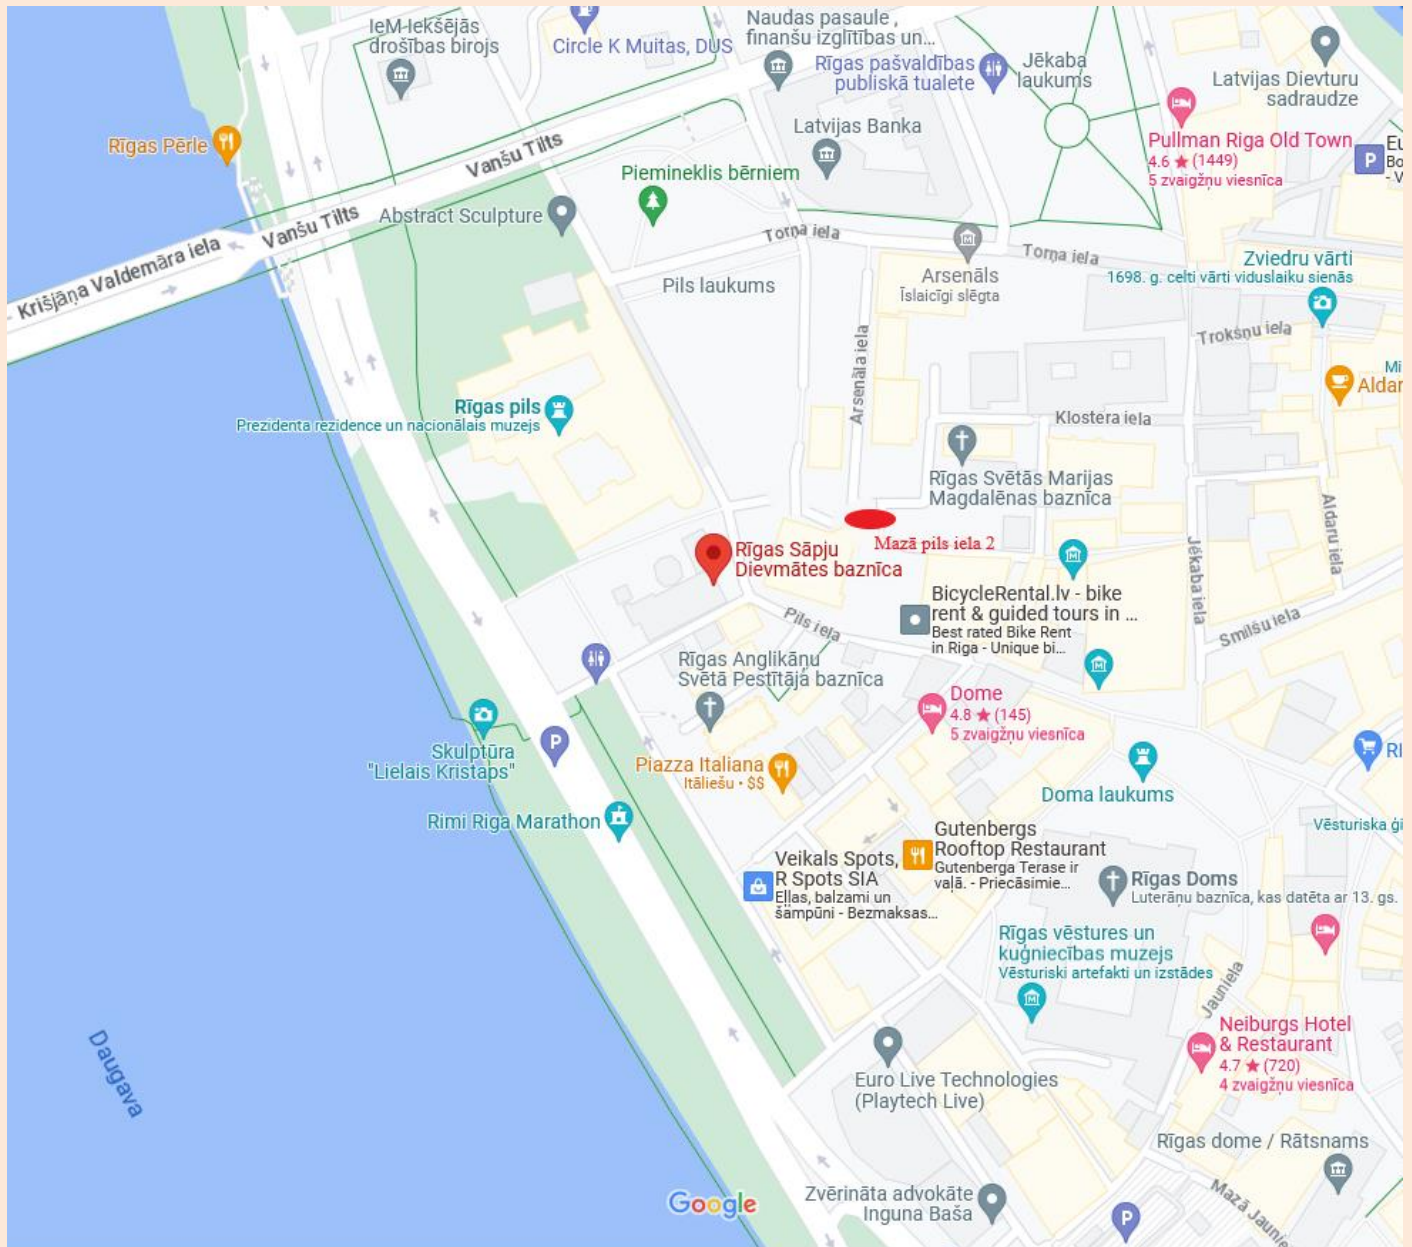 IeM Iekšējās
drošības birojs
Circle K Muitas, DUS
Naudas pasaule ,
finanšu izglītības un...
Rīgas pašvaldības
publiskā tualete
Jēkaba
laukums
Latvijas Dievturu
sadraudze
Rīgas Pērle
Vanšu Tilts
Latvijas Banka
Pullman Riga Old Town
4.6 ★ (1449)
5 zvaigžņu viesnīca
P
Piemineklis bērniem
Abstract Sculpture
Vanšu Tilts
Krišjāņa Valdemāra iela
Torņa iela
Torņa iela
Pils laukums
Arsenāls
Īslaicīgi slēgta
Zviedru vārti
1698. g. celti vārti viduslaiku sienās
Trokšņu iela
Arsenāla iela
Aldar
Rīgas pils
Prezidenta rezidence un nacionālais muzejs
Klostera iela
Rīgas Svētās Marijas
Magdalēnas baznīca
Aldaru iela
Mazā pils iela 2
Rīgas Sāpju
Dievmātes baznīca
Jēkaba iela
BicycleRental.lv - bike
rent & guided tours in ...
Best rated Bike Rent
in Riga - Unique bi...
Pils iela
Smilšu iela
Rīgas Anglikāņu
Svētā Pestītāja baznīca
Dome
4.8 ★ (145)
5 zvaigžņu viesnīca
Skulptūra
"Lielais Kristaps"
P
Piazza Italiana
Itāliešu • $$
Doma laukums
Rimi Riga Marathon
Vēsturiska ģi
Gutenbergs
Rooftop Restaurant
Gutenberga Terase ir
vaļā. - Priecāsimie...
Veikals Spots,
R Spots SIA
Eļļas, balzami un
šampūni - Bezmaksas...
Rīgas Doms
Luterāņu baznīca, kas datēta ar 13. gs.
Rīgas vēstures un
kuģniecības muzejs
Vēsturiski artefakti un izstādes
Jauniela
Neiburgs Hotel
& Restaurant
4.7 ★ (720)
4 zvaigžņu viesnīca
Daugava
Euro Live Technologies
(Playtech Live)
Rīgas dome / Rātsnams
Zvērināta advokāte
Inguna Baša
Google
P
Mazā Jaunie